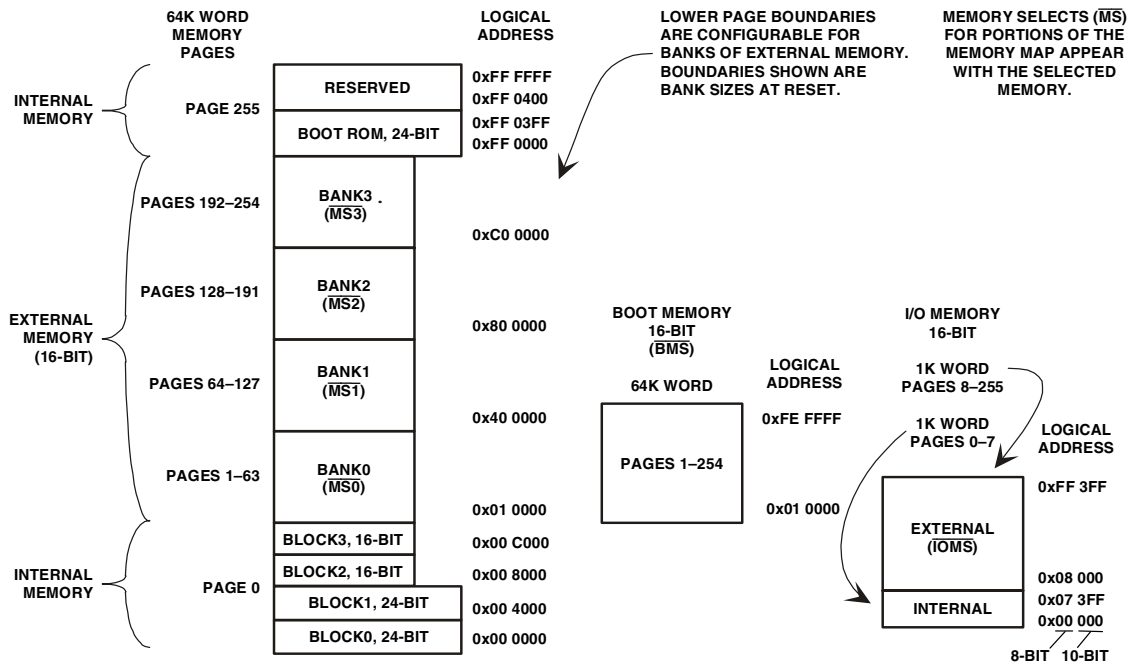 64K WORD
MEMORY
PAGES
LOGICAL
ADDRESS
LOWER PAGE BOUNDARIES
ARE CONFIGURABLE FOR
BANKS OF EXTERNAL MEMORY.
BOUNDARIES SHOWN ARE
BANK SIZES AT RESET.
MEMORY SELECTS (MS)
FOR PORTIONS OF THE
MEMORY MAP APPEAR
WITH THE SELECTED
MEMORY.
INTERNAL
MEMORY
PAGE 255
RESERVED
0xFF FFFF
0xFF 0400
BOOT ROM, 24-BIT
0xFF 03FF
0xFF 0000
EXTERNAL
MEMORY
(16-BIT)
PAGES 192–254
BANK3
(MS3)
0xC0 0000
PAGES 128–191
BANK2
(MS2)
0x80 0000
PAGES 64–127
BANK1
(MS1)
0x40 0000
PAGES 1–63
BANK0
(MS0)
0x01 0000
INTERNAL
MEMORY
PAGE 0
BLOCK3, 16-BIT
0x00 C000
BLOCK2, 16-BIT
0x00 8000
BLOCK1, 24-BIT
0x00 4000
BLOCK0, 24-BIT
0x00 0000
BOOT MEMORY
16-BIT
(BMS)
64K WORD
LOGICAL
ADDRESS
0xFE FFFF
PAGES 1–254
0x01 0000
I/O MEMORY
16-BIT
1K WORD
PAGES 8–255
1K WORD
PAGES 0–7
LOGICAL
ADDRESS
0xFF 3FF
EXTERNAL
(IOMS)
0x08 000
INTERNAL
0x07 3FF
0x00 000
8-BIT 10-BIT